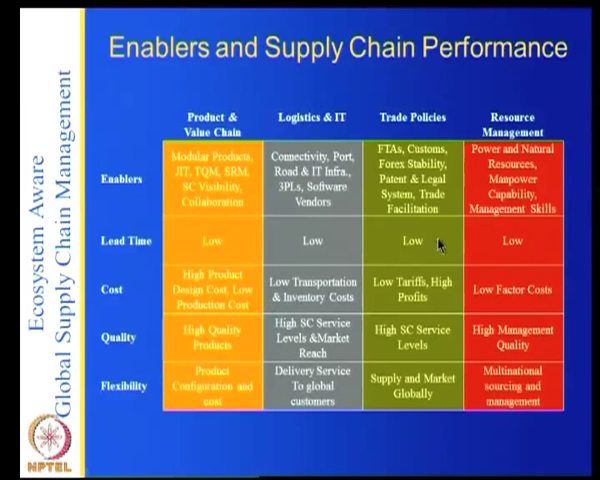 Enablers and Supply Chain Performance
Ecosystem Aware
Global Supply Chain Management
Product &
Value Chain
Logistics & IT
Trade Policies
Resource
Management
Enablers
Modular Products,
JIT, TQM, SRM,
SC Visibility,
Collaboration
Connectivity, Port,
Road & IT Infra.,
3PLs, Software
Vendors
FTAs, Customs,
Forex Stability,
Patent & Legal
System, Trade
Facilitation
Power and Natural
Resources,
Manpower
Capability,
Management Skills
Lead Time
Low
Low
Low
Low
Cost
High Product
Design Cost, Low
Production Cost
Low Transportation
& Inventory Costs
Low Tariffs, High
Profits
Low Factor Costs
Quality
High Quality
Products
High SC Service
Levels &Market
Reach
High SC Service
Levels
High Management
Quality
Flexibility
Product
Configuration and
cost
Delivery Service
To global
customers
Supply and Market
Globally
Multinational
sourcing and
management
NPTEL